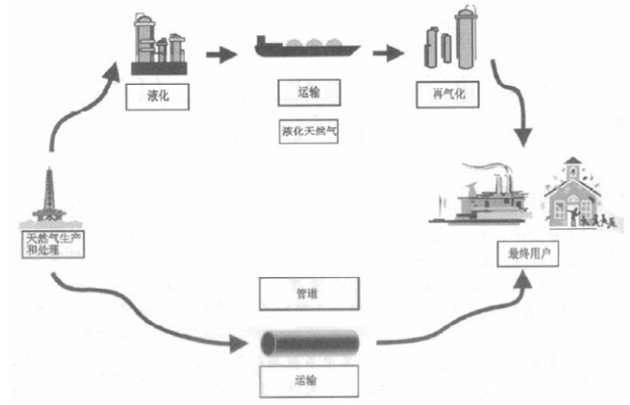 液化
运输
液化天然气
再气化
天然气生产
和处理
最终用户
管道
运输